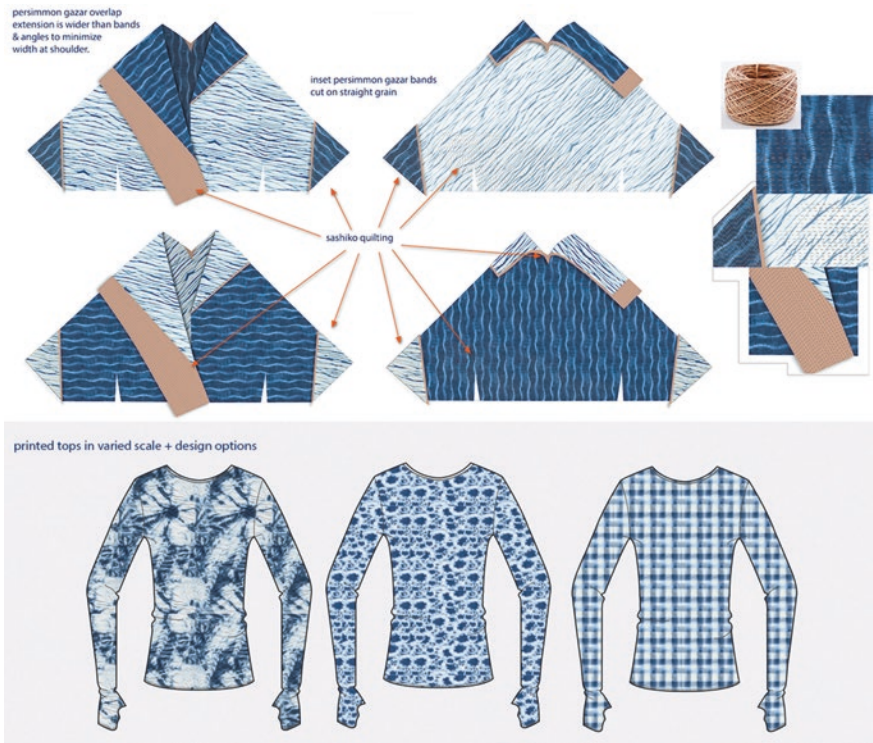 persimmon gazar overlap
extension is wider than bands
& angles to minimize
width at shoulder.
inset persimmon gazar bands
cut on straight grain
sashiko quilting
printed tops in varied scale + design options